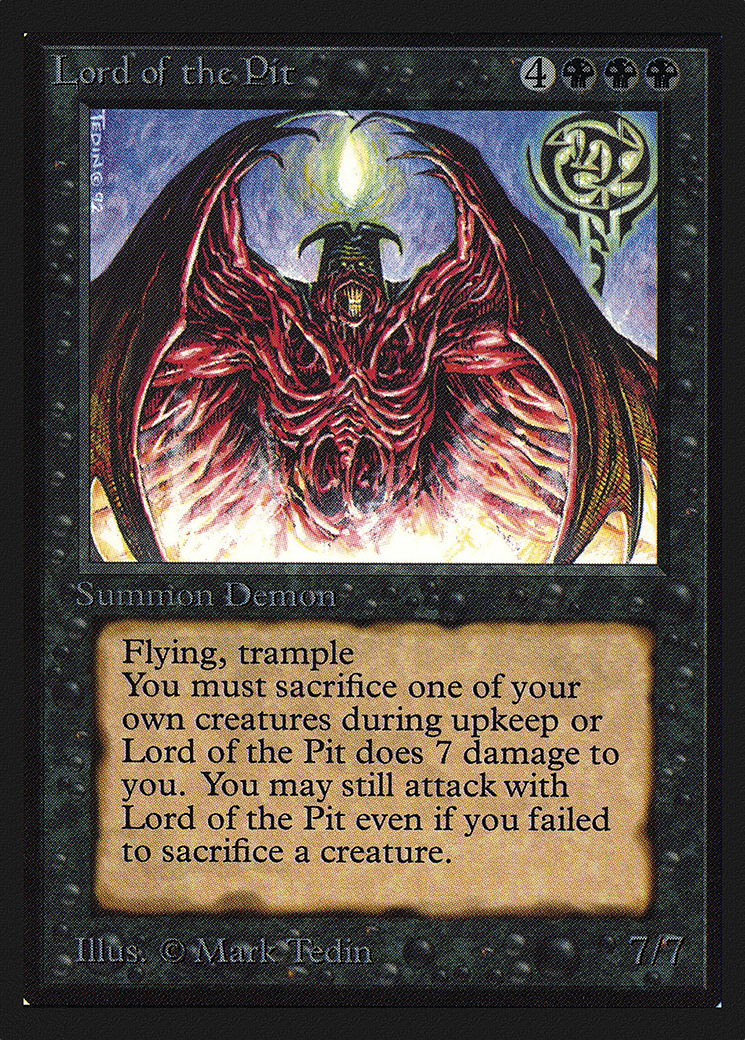 Lord of the Pit
4
TEDIN © 92
Summon Demon
Flying, trample
You must sacrifice one of your
own creatures during upkeep or
Lord of the Pit does 7 damage to
you. You may still attack with
Lord of the Pit even if you failed
to sacrifice a creature.
Illus. © Mark Tedin
7/7